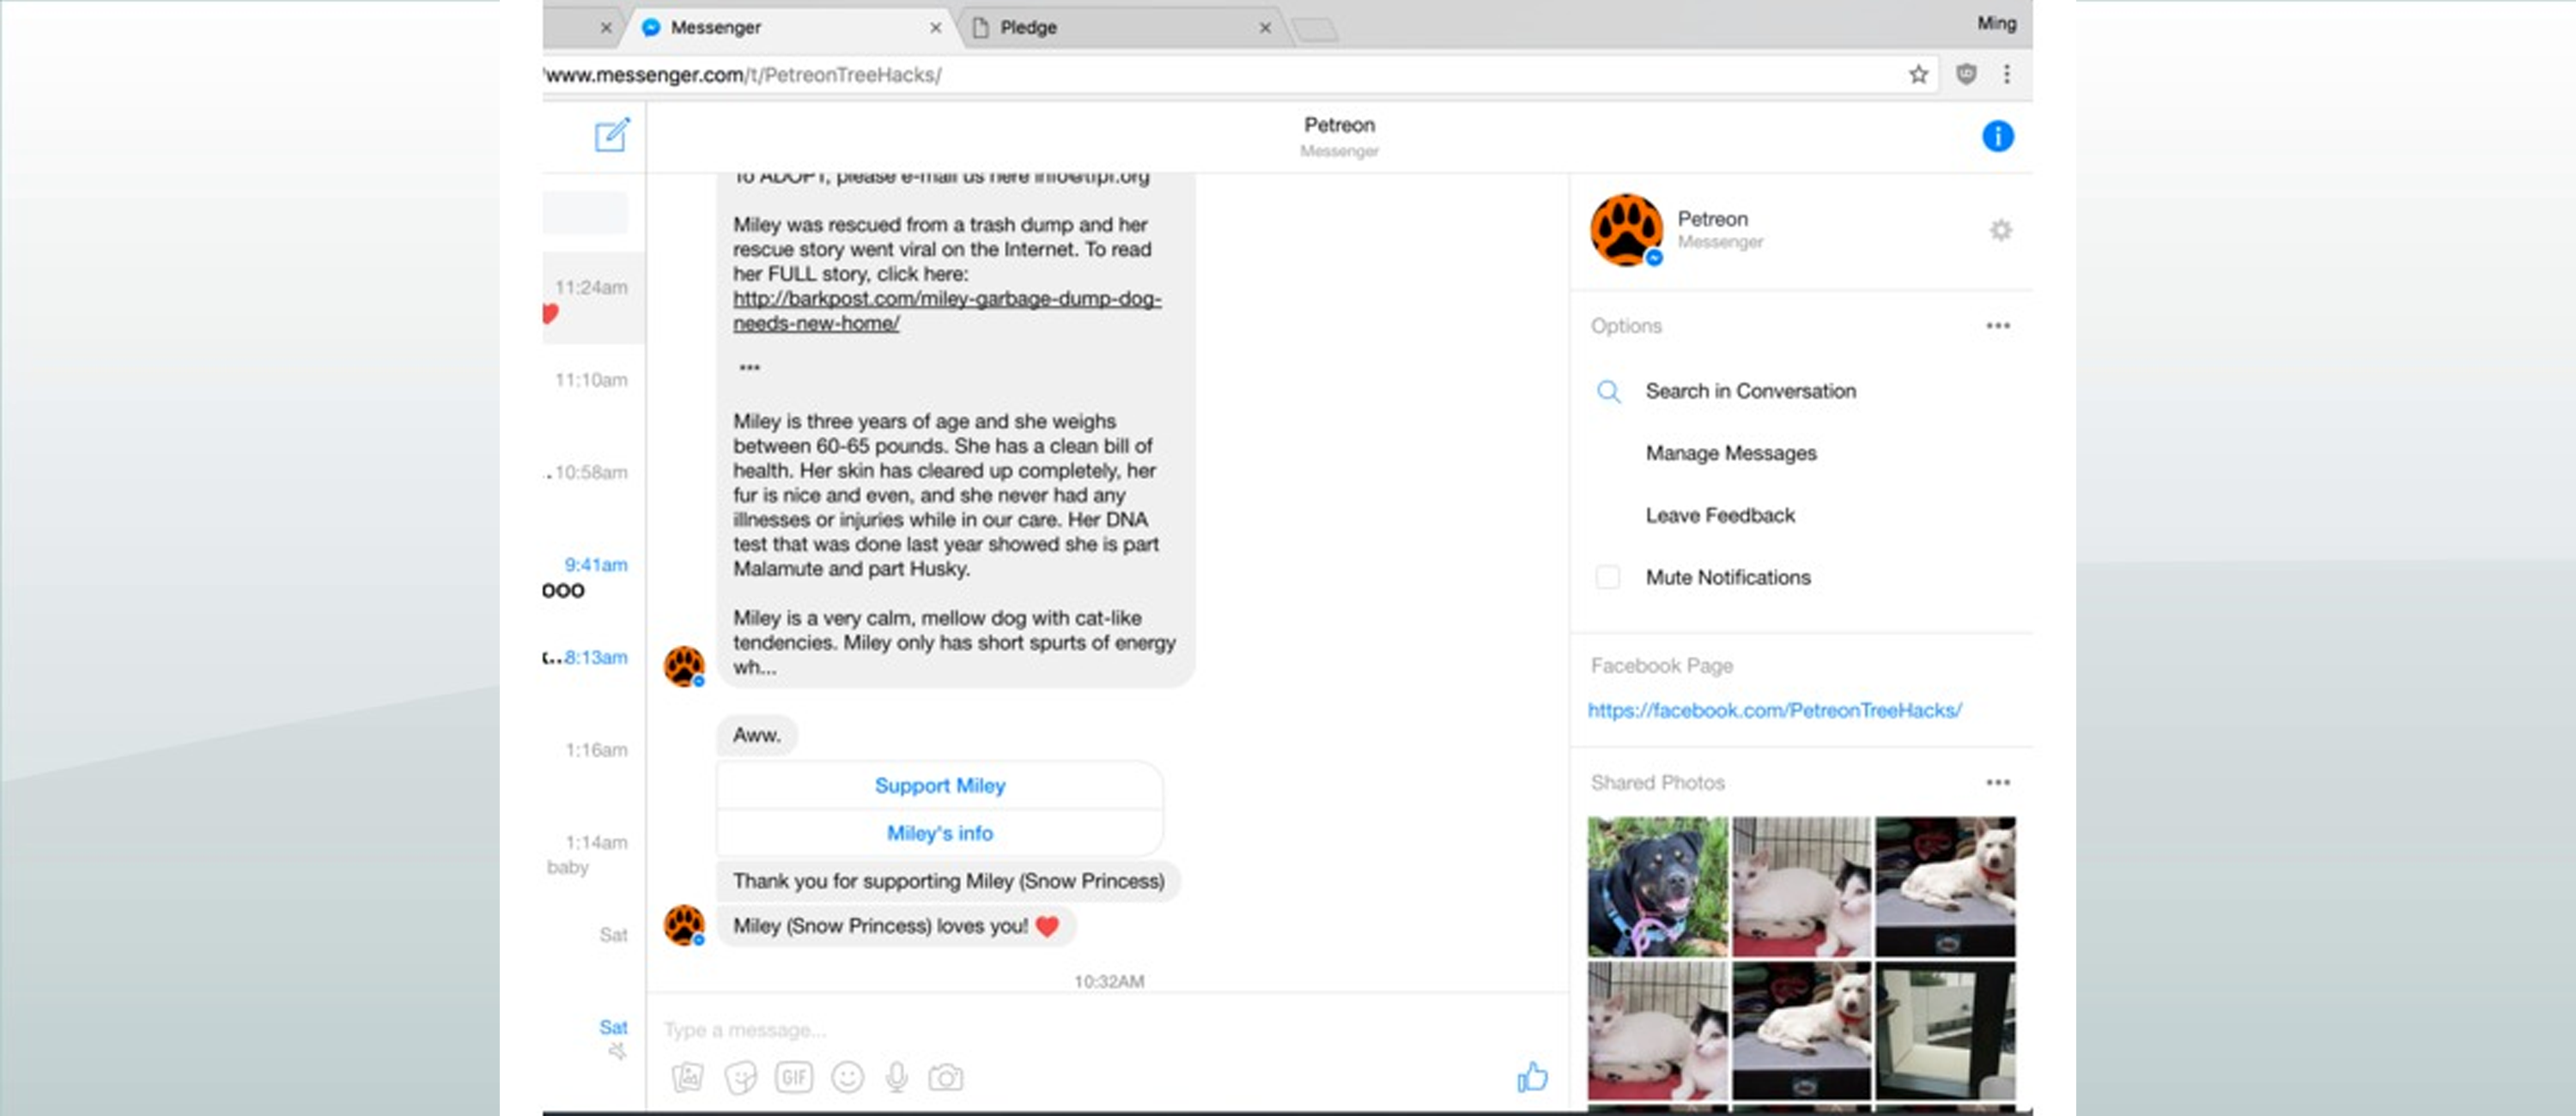 Messenger
Pledge
Ming
www.messenger.com/t/PetreonTreeHacks/
Petreon
Messenger
11:24am
11:10am
..10:58am
9:41am
ooo
8:13am
1:16am
1:14am
baby
Sat
Sat
To ADOPT, please e-mail us here info@tlpf.org
Miley was rescued from a trash dump and her
rescue story went viral on the Internet. To read
her FULL story, click here:
http://barkpost.com/miley-garbage-dump-dog-
needs-new-home/
...
Miley is three years of age and she weighs
between 60-65 pounds. She has a clean bill of
health. Her skin has cleared up completely, her
fur is nice and even, and she never had any
illnesses or injuries while in our care. Her DNA
test that was done last year showed she is part
Malamute and part Husky.
Miley is a very calm, mellow dog with cat-like
tendencies. Miley only has short spurts of energy
wh...
Aww.
Support Miley
Miley's info
Thank you for supporting Miley (Snow Princess)
Miley (Snow Princess) loves you! ❤
10:32AM
Type a message...
GIF
Petreon
Messenger
Options
Search in Conversation
Manage Messages
Leave Feedback
Mute Notifications
Facebook Page
https://facebook.com/PetreonTreeHacks/
Shared Photos